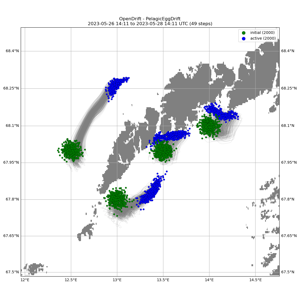 OpenDrift - PelagicEggDrift
2023-05-26 14:11 to 2023-05-28 14:11 UTC (49 steps)
initial (2000)
active (2000)
68.4°N
68.4°N
68.25°N
68.25°N
68.1°N
68.1°N
67.95°N
67.95°N
67.8°N
67.8°N
67.65°N
67.65°N
67.5°N
67.5°N
12°E 12.5°E 13°E 13.5°E 14°E 14.5°E